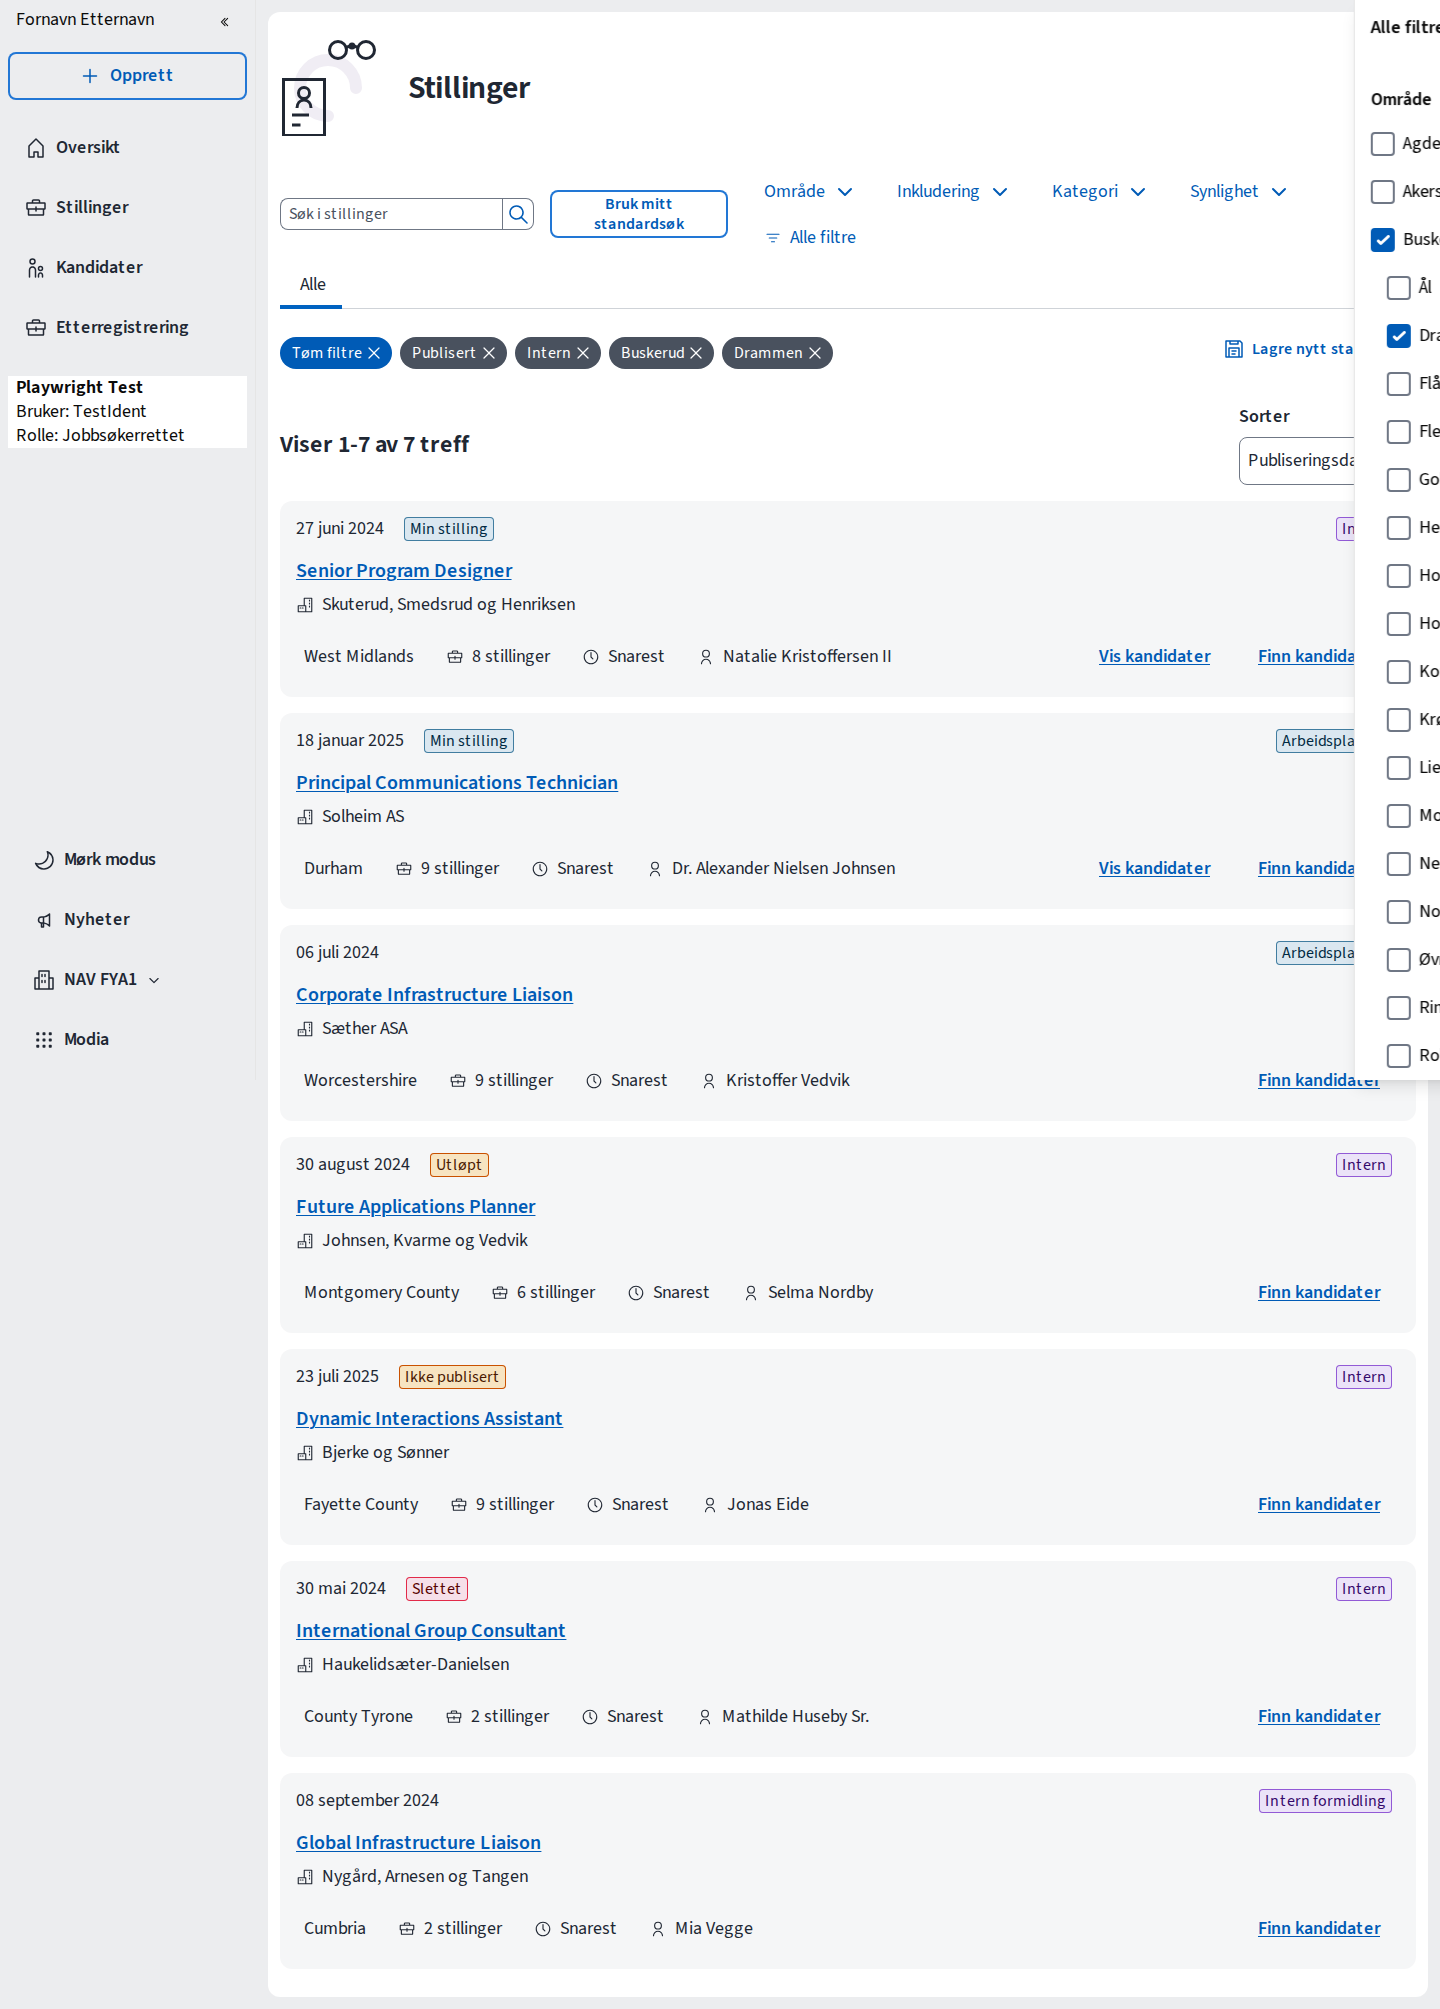 Fornavn Etternavn
Opprett
Oversikt
Stillinger
Kandidater
Etterregistrering
Playwright Test
Bruker: TestIdent
Rolle: Jobbsøkerrettet
Mørk modus
Nyheter
NAV FYA1
Modia
Stillinger
Søk i stillinger
Bruk mitt
standardsøk
Område
Inkludering
Kategori
Synlighet
Alle filtre
Alle
Tøm filtre
Publisert
Intern
Buskerud
Drammen
Lagre nytt sta
Viser 1-7 av 7 treff
Sorter
Publiseringsda
27 juni 2024 Min stilling In
Senior Program Designer
Skuterud, Smedsrud og Henriksen
West Midlands 8 stillinger Snarest Natalie Kristoffersen II Vis kandidater Finn kandida
18 januar 2025 Min stilling Arbeidspla
Principal Communications Technician
Solheim AS
Durham 9 stillinger Snarest Dr. Alexander Nielsen Johnsen Vis kandidater Finn kandida
06 juli 2024 Arbeidspla
Corporate Infrastructure Liaison
Sæther ASA
Worcestershire 9 stillinger Snarest Kristoffer Vedvik Finn kandidater
30 august 2024 Utløpt Intern
Future Applications Planner
Johnsen, Kvarme og Vedvik
Montgomery County 6 stillinger Snarest Selma Nordby Finn kandidater
23 juli 2025 Ikke publisert Intern
Dynamic Interactions Assistant
Bjerke og Sønner
Fayette County 9 stillinger Snarest Jonas Eide Finn kandidater
30 mai 2024 Slettet Intern
International Group Consultant
Haukelidsæter-Danielsen
County Tyrone 2 stillinger Snarest Mathilde Huseby Sr. Finn kandidater
08 september 2024 Intern formidling
Global Infrastructure Liaison
Nygård, Arnesen og Tangen
Cumbria 2 stillinger Snarest Mia Vegge Finn kandidater
Alle filtre
Område
Agde
Akers
Busk
Ål
Dra
Flå
Fle
Go
He
Ho
Ho
Ko
Krø
Lie
Mo
Ne
No
Øv
Rin
Ro